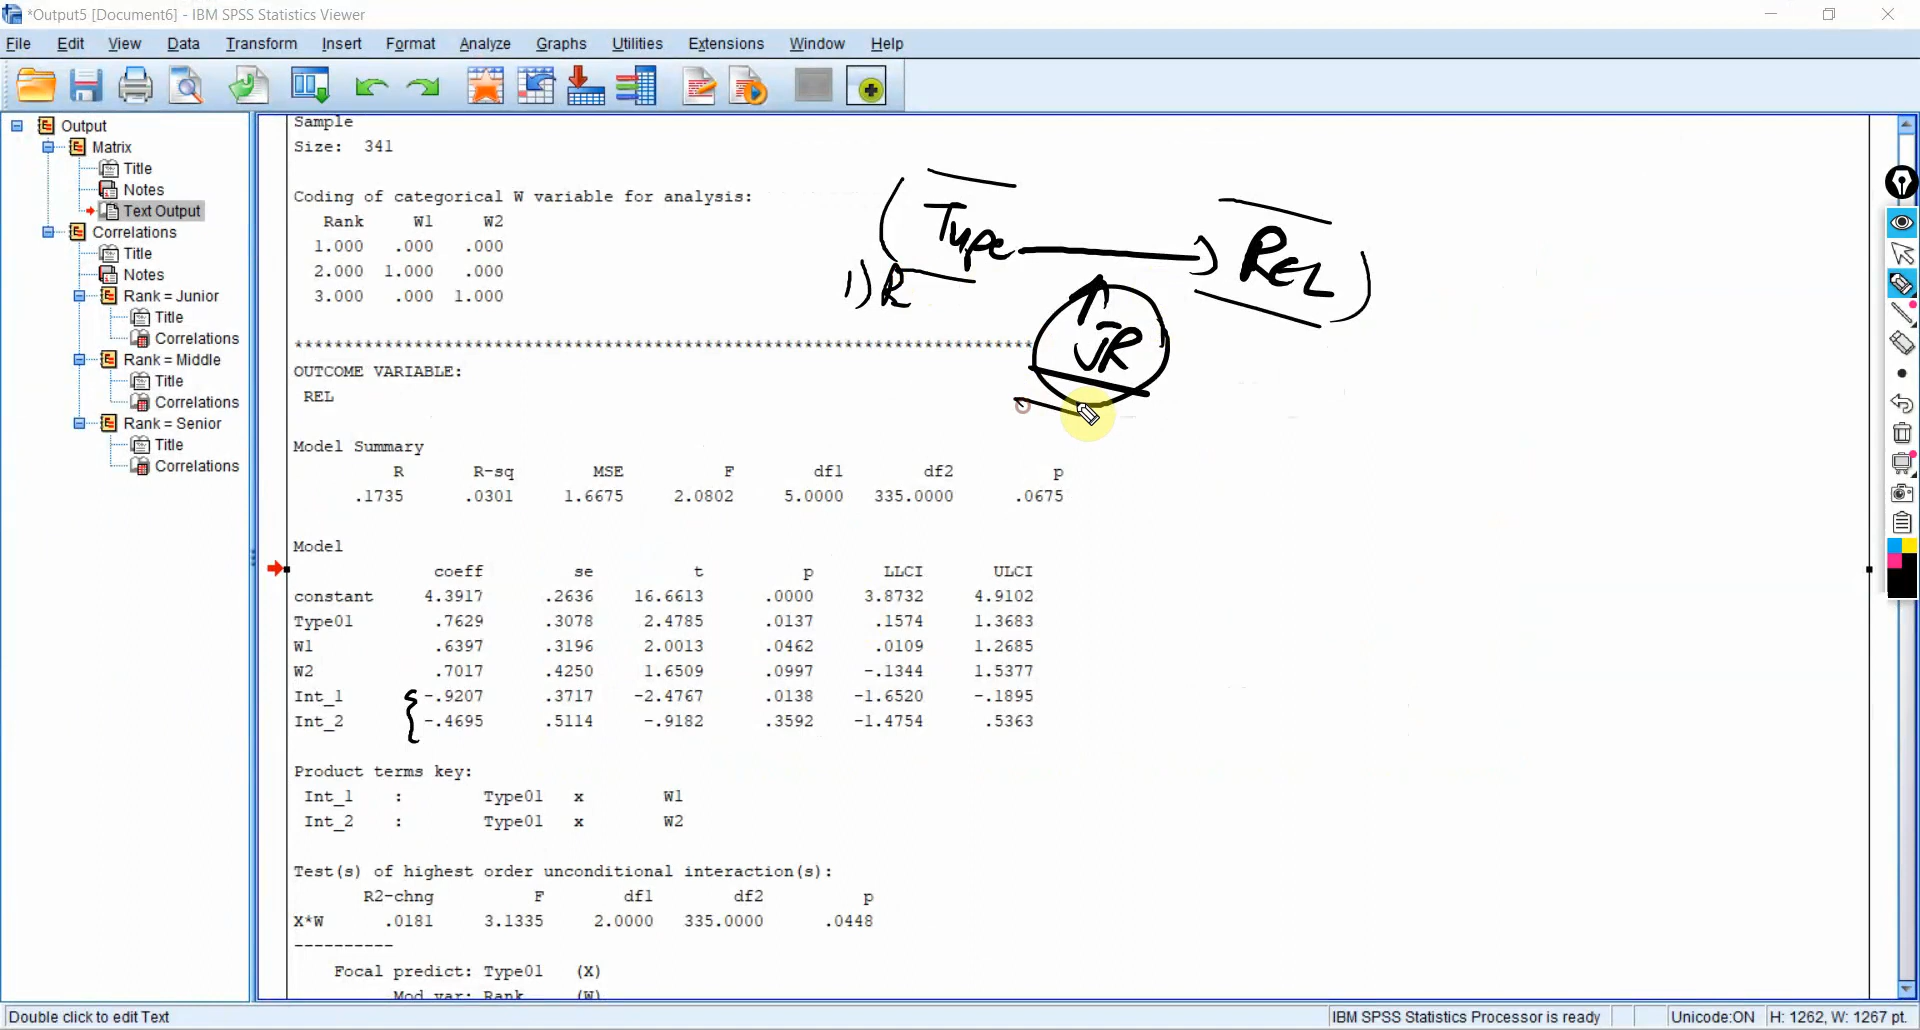 *Output5 [Document6] - IBM SPSS Statistics Viewer
File Edit View Data Transform Insert Format Analyze Graphs Utilities Extensions Window Help
Output
Matrix
Title
Notes
Text Output
Correlations
Title
Notes
Rank = Junior
Title
Correlations
Rank = Middle
Title
Correlations
Rank = Senior
Title
Correlations
Sample
Size: 341
Coding of categorical W variable for analysis:
Rank W1 W2
1.000 .000 .000
2.000 1.000 .000
3.000 .000 1.000
Type
REL
1) R
JR
******************************************************************************
OUTCOME VARIABLE:
REL
Model Summary
R R-sq MSE F df1 df2 p
.1735 .0301 1.6675 2.0802 5.0000 335.0000 .0675
Model
coeff se t p LLCI ULCI
constant 4.3917 .2636 16.6613 .0000 3.8732 4.9102
Type01 .7629 .3078 2.4785 .0137 .1574 1.3683
W1 .6397 .3196 2.0013 .0462 .0109 1.2685
W2 .7017 .4250 1.6509 .0997 -.1344 1.5377
Int_1 -.9207 .3717 -2.4767 .0138 -1.6520 -.1895
Int_2 -.4695 .5114 -.9182 .3592 -1.4754 .5363
Product terms key:
Int_1 : Type01 x W1
Int_2 : Type01 x W2
Test(s) of highest order unconditional interaction(s):
R2-chng F df1 df2 p
X*W .0181 3.1335 2.0000 335.0000 .0448
----------
Focal predict: Type01 (X)
Mod var: Rank (W)
Double click to edit Text
IBM SPSS Statistics Processor is ready
Unicode:ON
H: 1262, W: 1267 pt.